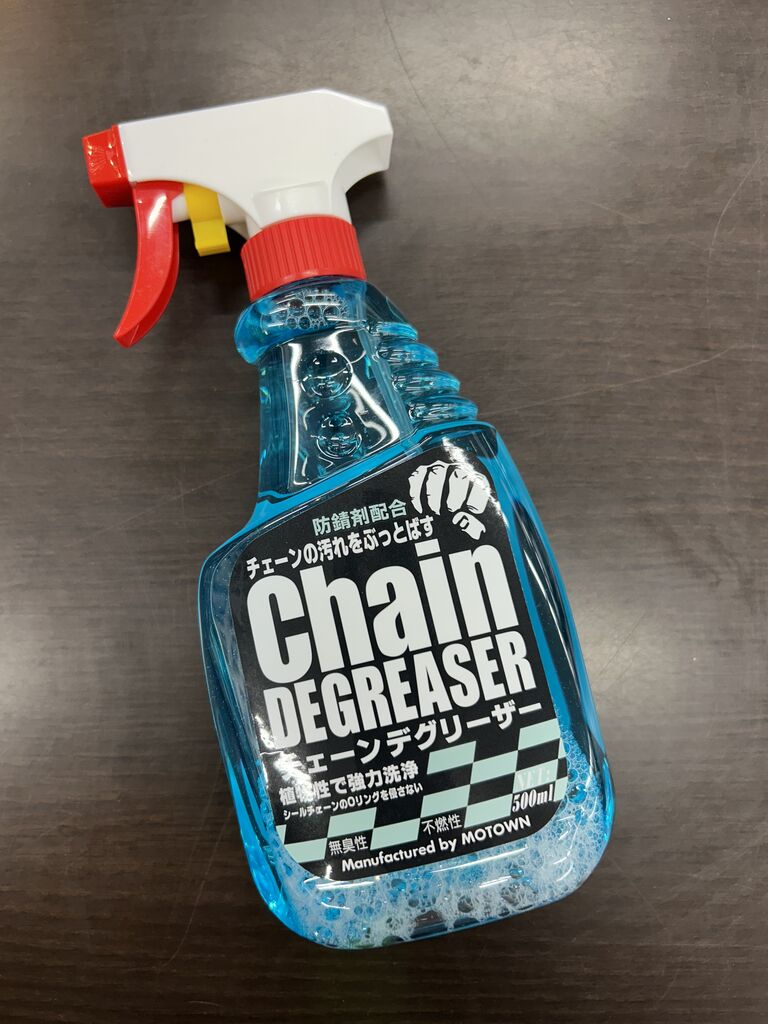 防錆剤配合
チェーンの汚れをぶっとばす
Chain
DEGREASER
チェーンデグリーザー
植物性で強力洗浄
シールチェーンのOリングを侵さない
NET:
500ml
無臭性
不燃性
Manufactured by MOTOWN